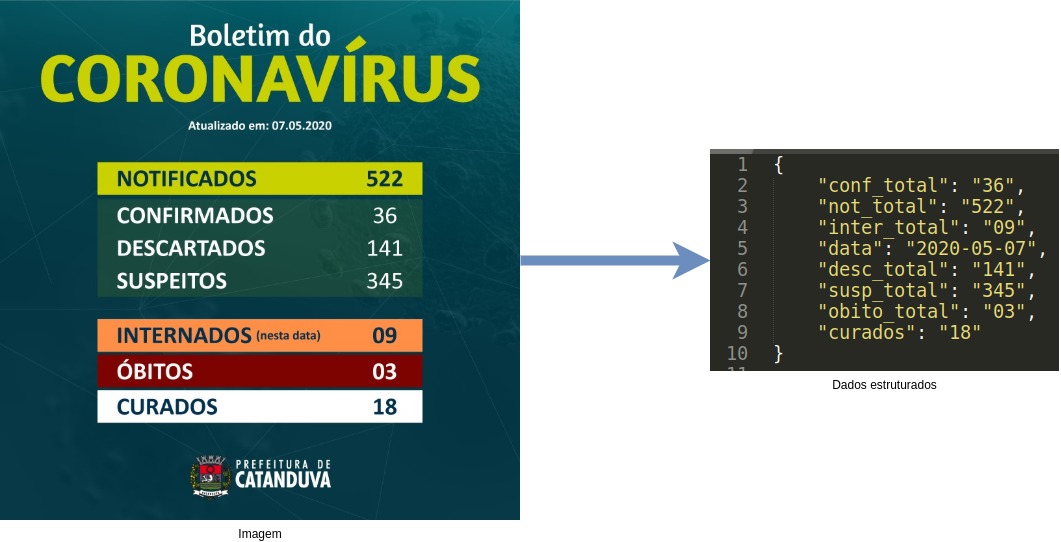 Boletim do
CORONAVÍRUS
Atualizado em: 07.05.2020
NOTIFICADOS 522
CONFIRMADOS 36
DESCARTADOS 141
SUSPEITOS 345
INTERNADOS (nesta data) 09
ÓBITOS 03
CURADOS 18
PREFEITURA DE
CATANDUVA
Imagem
1 {
2 "conf_total": "36",
3 "not_total": "522",
4 "inter_total": "09",
5 "data": "2020-05-07",
6 "desc_total": "141",
7 "susp_total": "345",
8 "obito_total": "03",
9 "curados": "18"
10 }
Dados estruturados